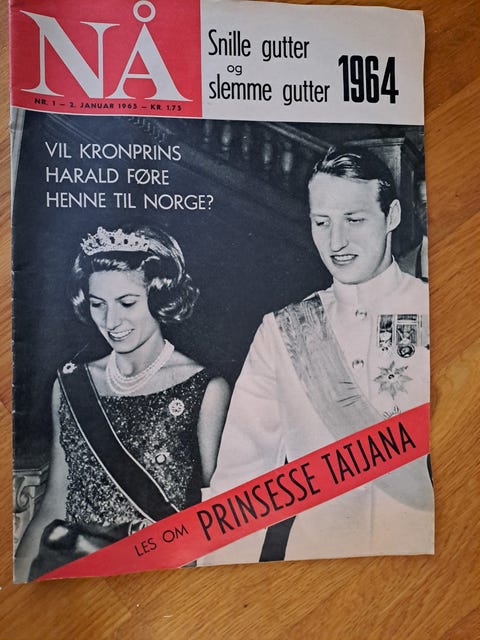 NÅ
NR. 1 – 2. JANUAR 1965 – KR. 1,75
Snille gutter
og
slemme gutter 1964
VIL KRONPRINS
HARALD FØRE
HENNE TIL NORGE?
LES OM PRINSESSE TATJANA